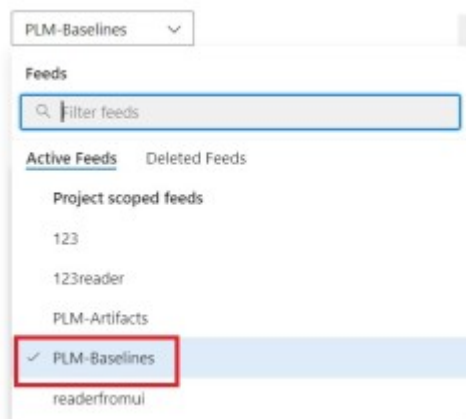 PLM-Baselines
Feeds
Filter feeds
Active Feeds Deleted Feeds
Project scoped feeds
123
123reader
PLM-Artifacts
PLM-Baselines
readerfromui